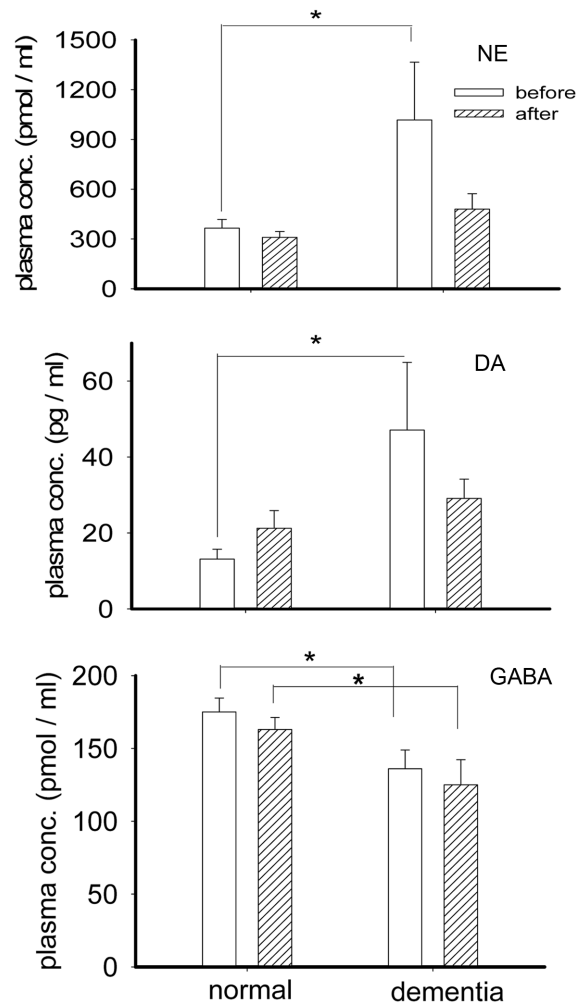 *
NE
before
after
1500
1200
900
600
300
0
plasma conc. (pmol / ml)
*
DA
60
40
20
0
plasma conc. (pg / ml)
*
*
GABA
200
150
100
50
0
plasma conc. (pmol / ml)
normal
dementia